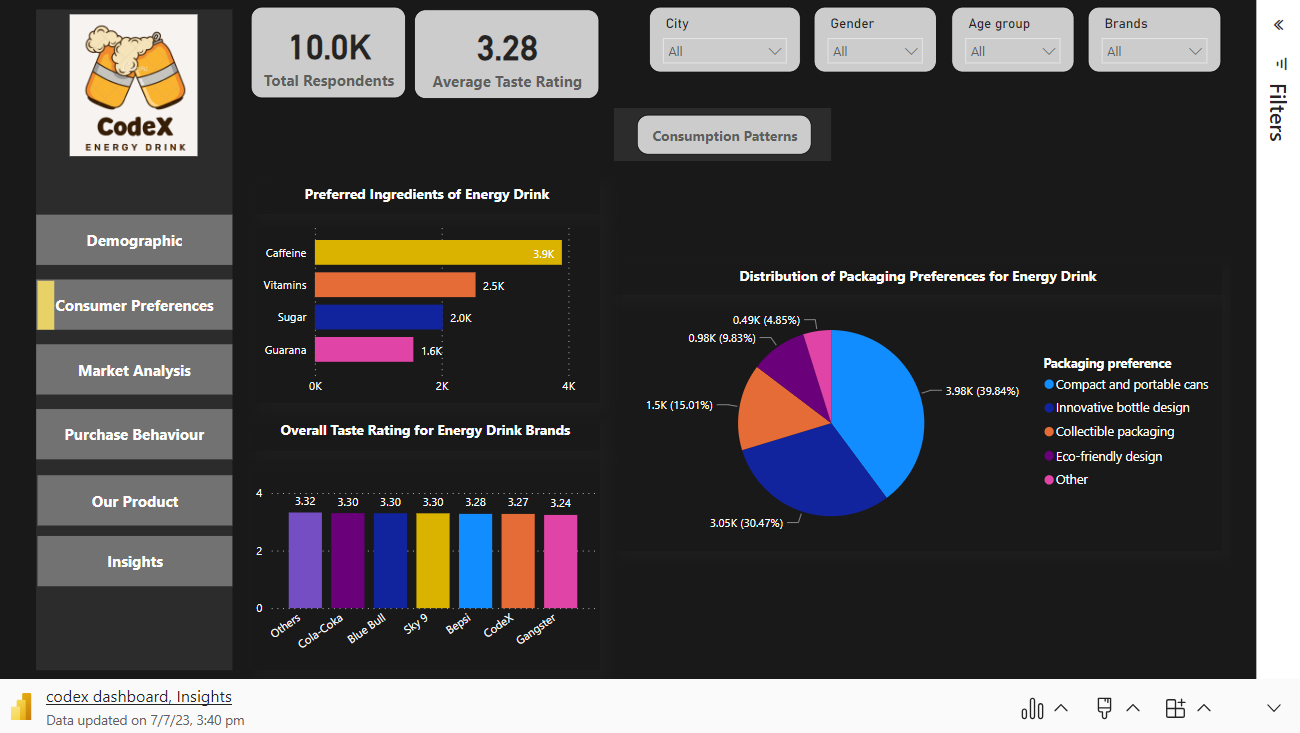 CodeX
ENERGY DRINK
Demographic
Consumer Preferences
Market Analysis
Purchase Behaviour
Our Product
Insights
10.0K
Total Respondents
3.28
Average Taste Rating
City
All
Gender
All
Age group
All
Brands
All
Filters
Consumption Patterns
Preferred Ingredients of Energy Drink
Caffeine 3.9K
Vitamins 2.5K
Sugar 2.0K
Guarana 1.6K
0K 2K 4K
Overall Taste Rating for Energy Drink Brands
4
2
0
3.32 3.30 3.30 3.30 3.28 3.27 3.24
Others Cola-Coka Blue Bull Sky 9 Bepsi CodeX Gangster
Distribution of Packaging Preferences for Energy Drink
0.49K (4.85%)
0.98K (9.83%)
1.5K (15.01%)
3.98K (39.84%)
3.05K (30.47%)
Packaging preference
Compact and portable cans
Innovative bottle design
Collectible packaging
Eco-friendly design
Other
codex dashboard, Insights
Data updated on 7/7/23, 3:40 pm